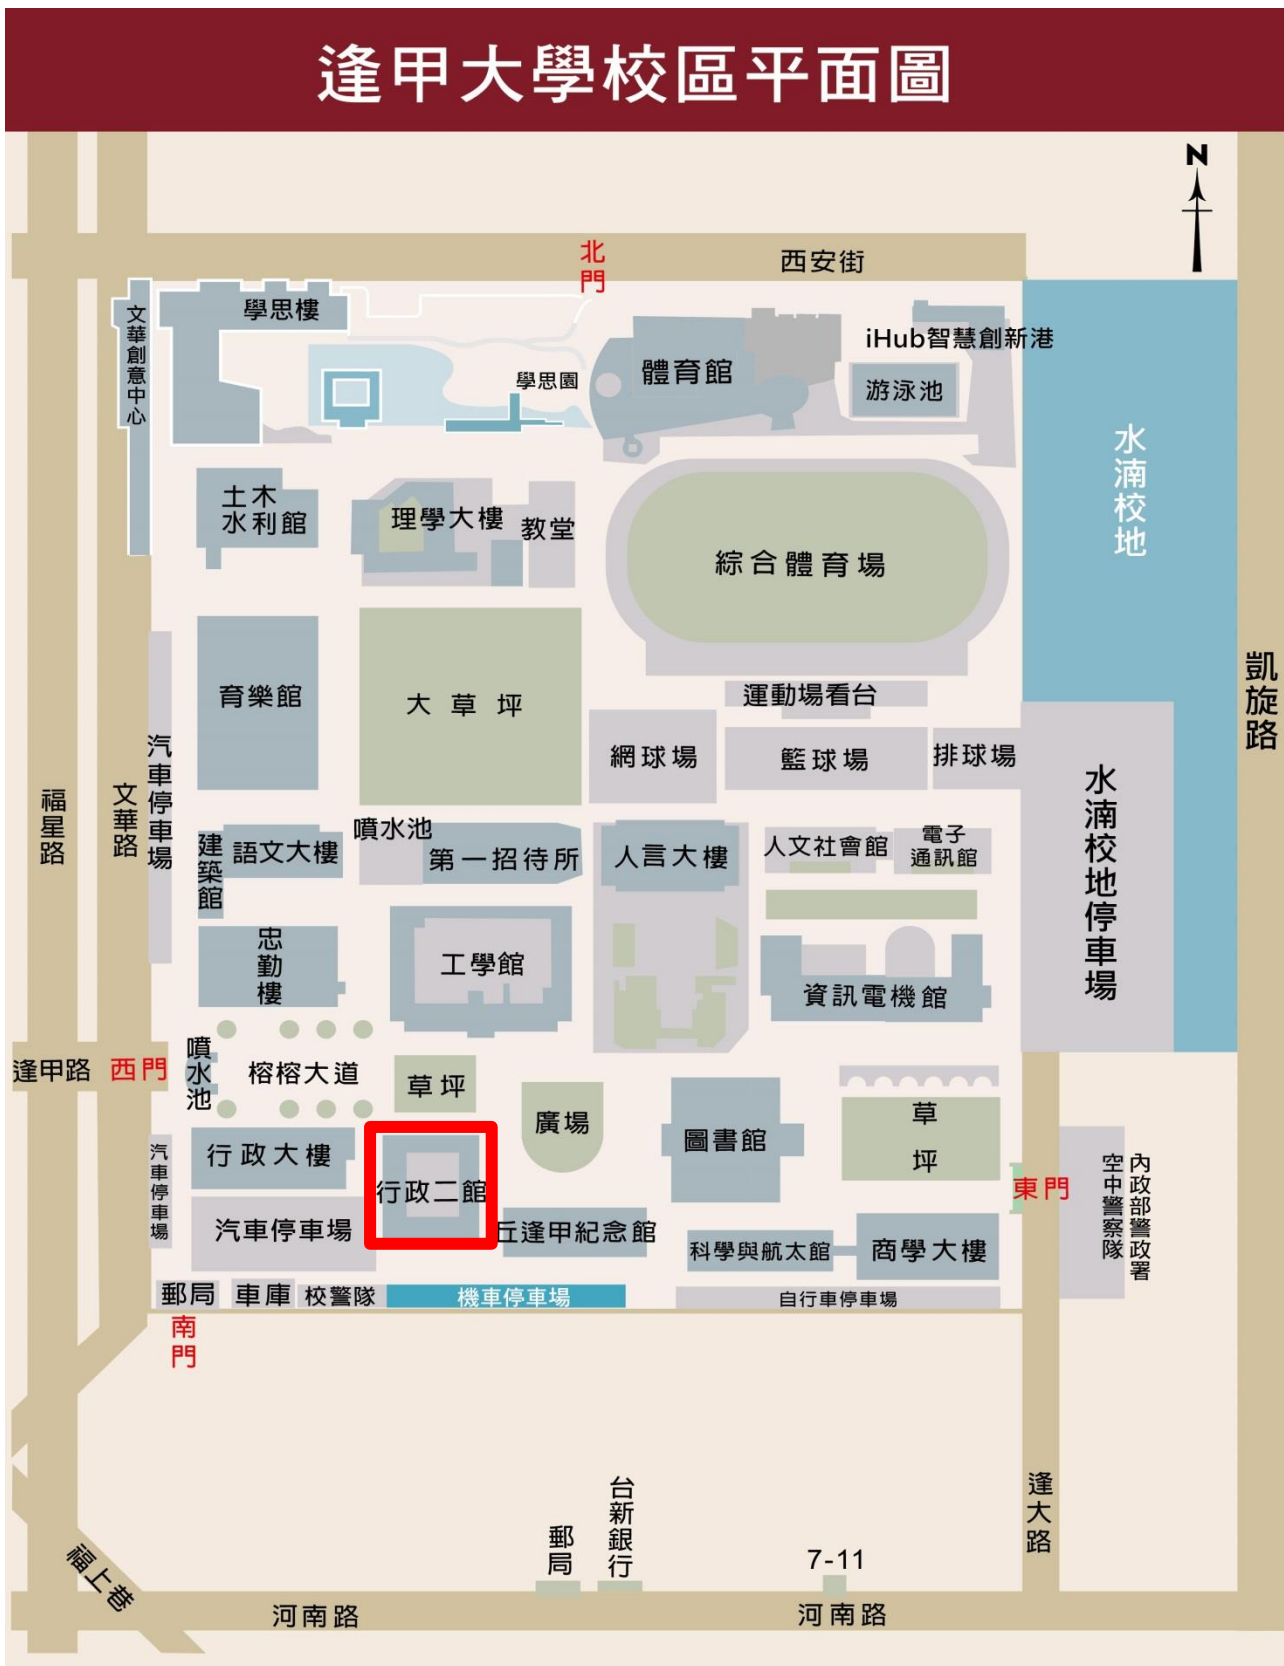 逢甲大學校區平面圖
N
北門
西安街
學思樓
文華創意中心
iHub智慧創新港
體育館
學思園
游泳池
水湳校地
土木
水利館
理學大樓
教堂
綜合體育場
育樂館
大草坪
運動場看台
凱旋路
網球場
籃球場
排球場
汽車停車場
水湳校地停車場
福星路
文華路
噴水池
建築館
語文大樓
第一招待所
人言大樓
人文社會館
電子
通訊館
忠勤樓
工學館
資訊電機館
逢甲路
西門
噴水池
榕榕大道
草坪
廣場
圖書館
草坪
行政大樓
汽車停車場
行政二館
東門
空中警察隊
內政部警政署
汽車停車場
丘逢甲紀念館
科學與航太館
商學大樓
郵局
車庫
校警隊
機車停車場
自行車停車場
南門
台新銀行
郵局
7-11
逢大路
福上巷
河南路
河南路